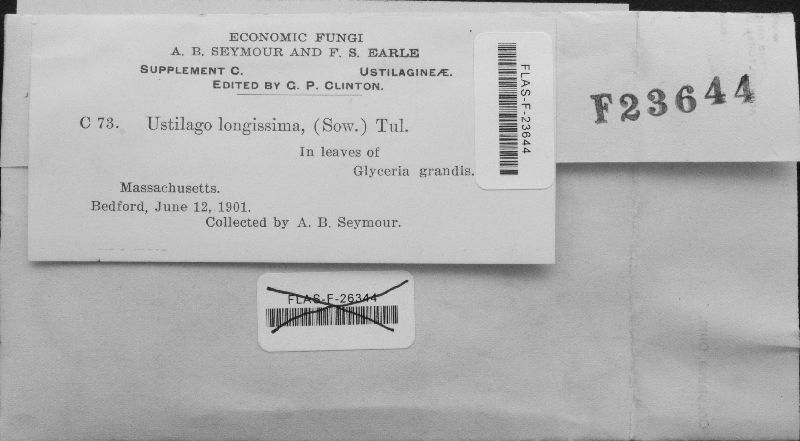 ECONOMIC FUNGI
A. B. SEYMOUR AND F. S. EARLE
SUPPLEMENT C. USTILAGINEÆ.
EDITED BY G. P. CLINTON.
C 73. Ustilago longissima, (Sow.) Tul.
In leaves of
Glyceria grandis.
Massachusetts.
Bedford, June 12, 1901.
Collected by A. B. Seymour.
FLAS-F-23644
F23644
FLAS-F-26344